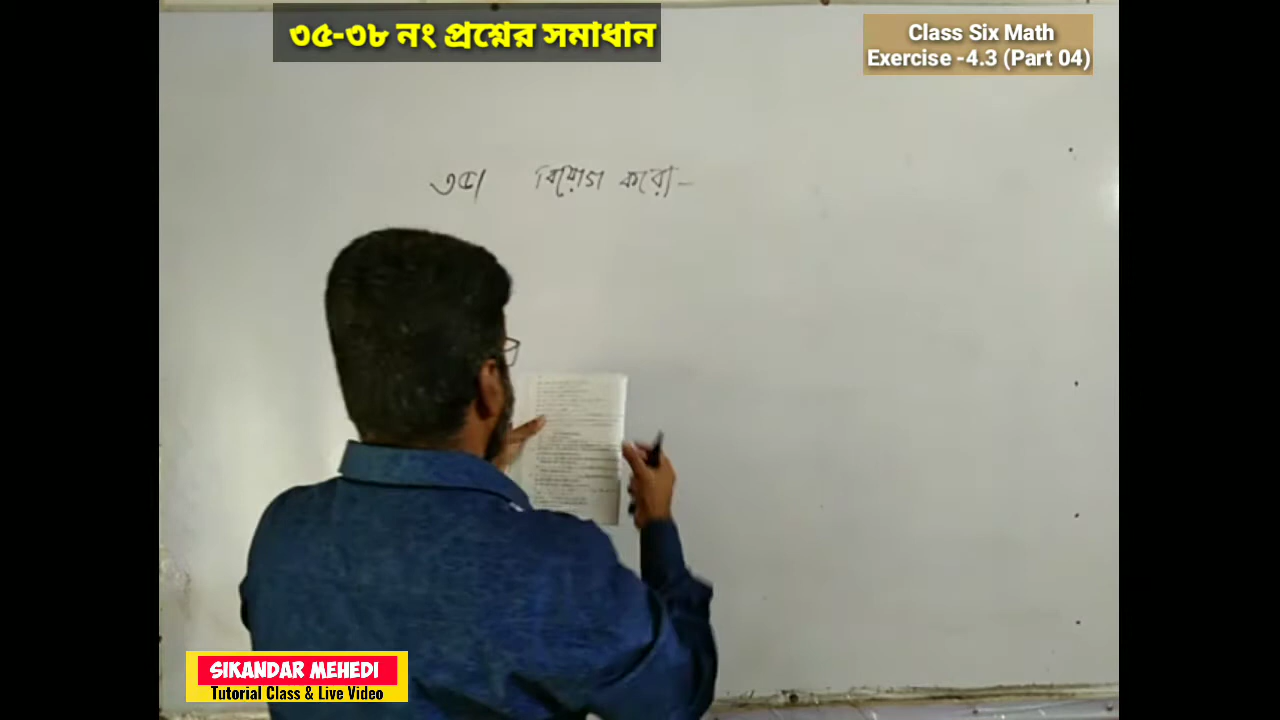 ৩৫-৩৮ নং প্রশ্নের সমাধান
Class Six Math
Exercise -4.3 (Part 04)
৩৫। বিয়োগ করো-
SIKANDAR MEHEDI
Tutorial Class & Live Video